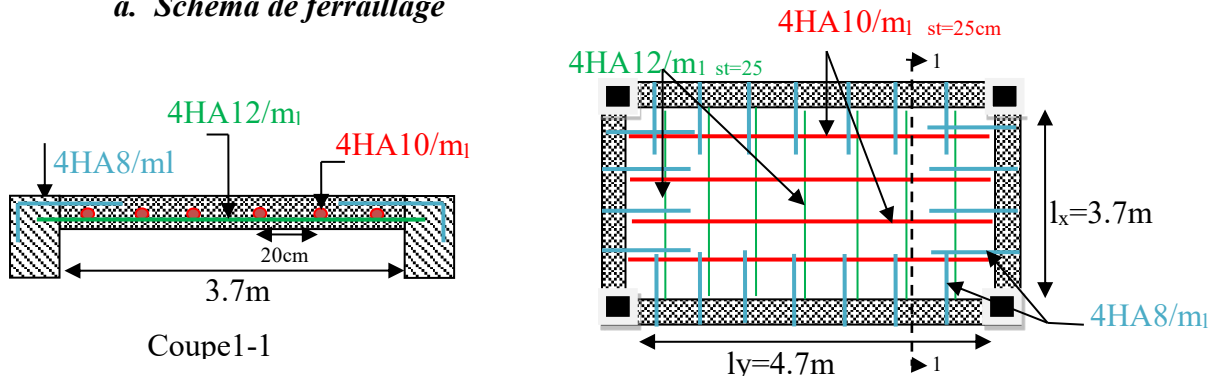 a. Schéma de ferraillage
4HA12/ml
4HA8/ml
4HA10/ml
20cm
3.7m
Coupe1-1
4HA10/ml st=25cm
4HA12/ml st=25
1
lx=3.7m
4HA8/ml
ly=4.7m
1